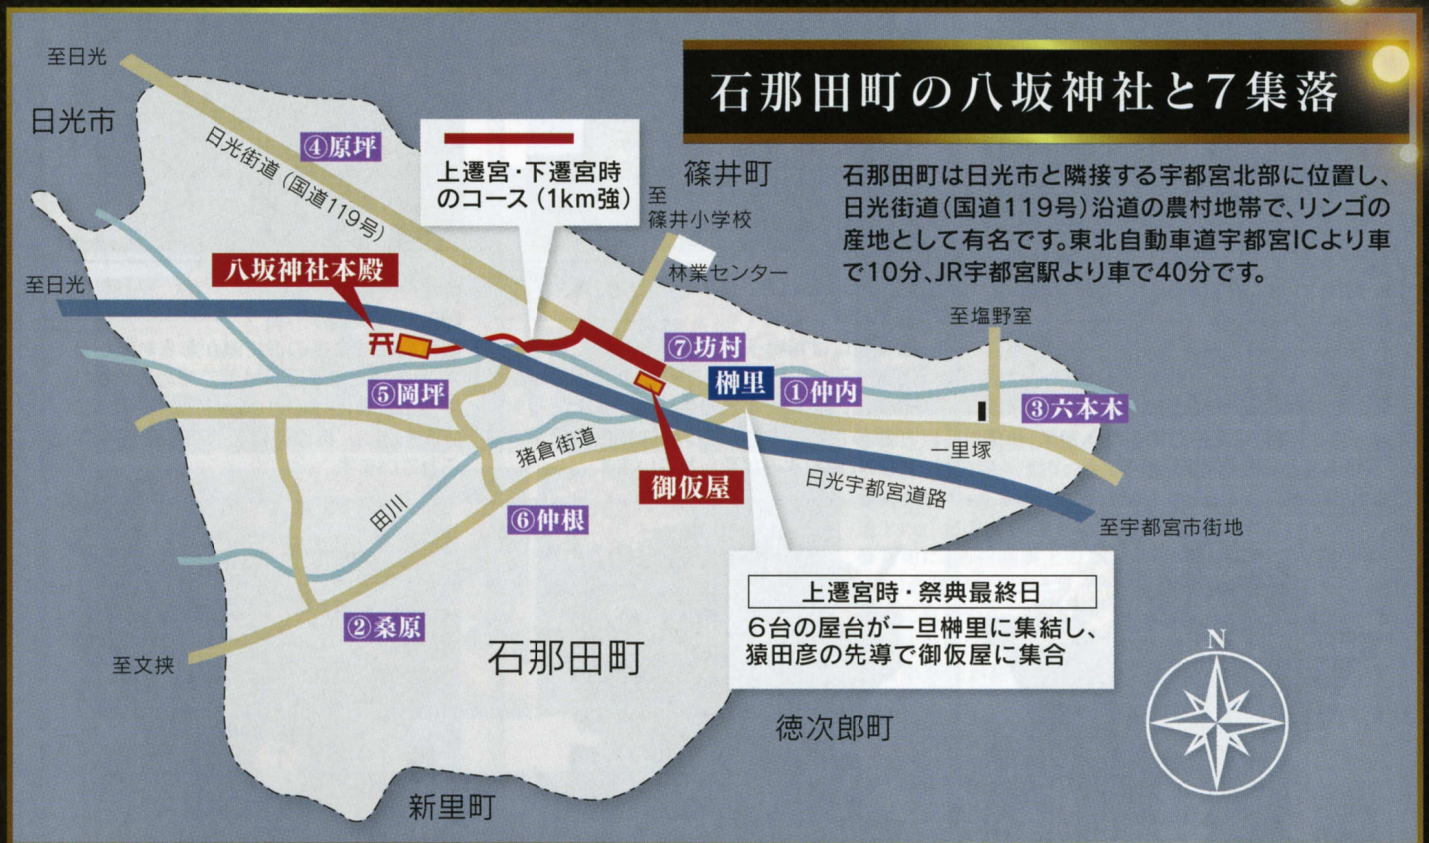 石那田町の八坂神社と7集落
石那田町は日光市と隣接する宇都宮北部に位置し、
日光街道(国道119号)沿道の農村地帯で、リンゴの
産地として有名です。東北自動車道宇都宮ICより車
で10分、JR宇都宮駅より車で40分です。
至日光
日光市
④原坪
日光街道(国道119号)
上遷宮・下遷宮時
のコース(1km強)
篠井町
至
篠井小学校
林業センター
八坂神社本殿
至日光
至塩野室
⑦坊村
榊里
①仲内
③六本木
⑤岡坪
一里塚
猪倉街道
御仮屋
日光宇都宮道路
田川
⑥仲根
至宇都宮市街地
上遷宮時・祭典最終日
6台の屋台が一旦榊里に集結し、
猿田彦の先導で御仮屋に集合
②桑原
至文挟
石那田町
N
徳次郎町
新里町